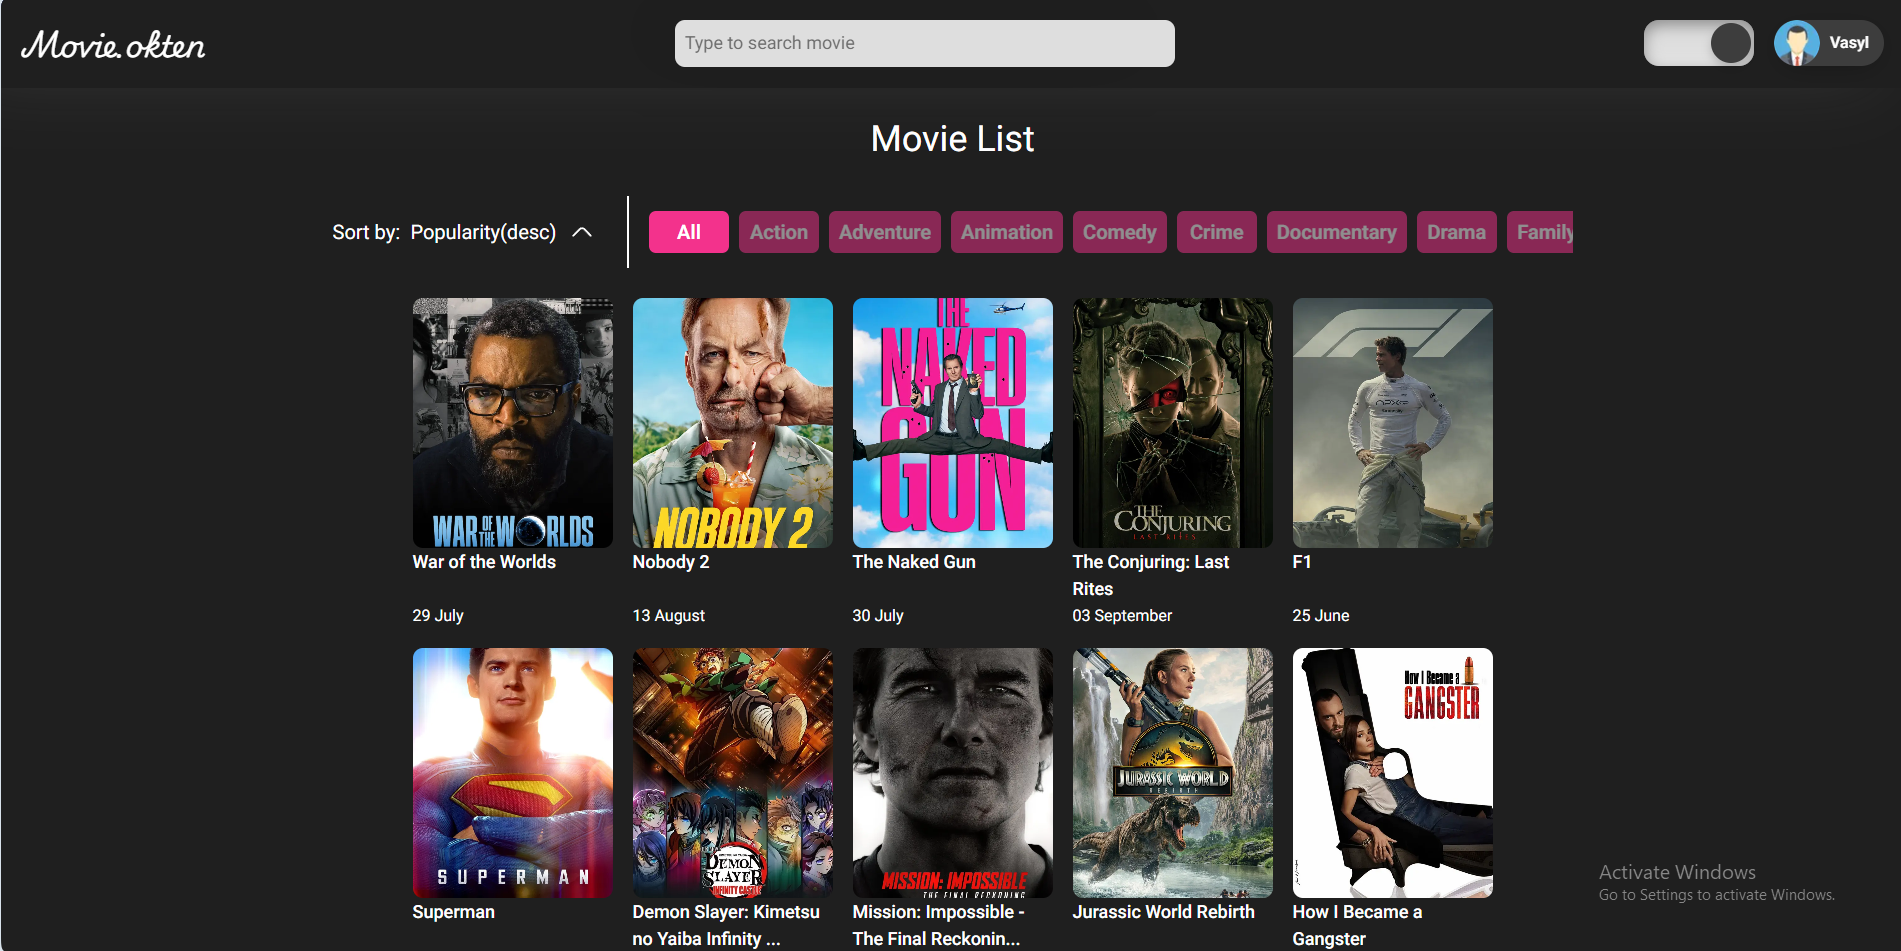 Movie.okten
Type to search movie
Vasyl
Movie List
Sort by: Popularity(desc)
All
Action
Adventure
Animation
Comedy
Crime
Documentary
Drama
Family
WAR OF THE WORLDS
NOBODY 2
THE NAKED GUN
THE CONJURING
LAST RITES
F1
War of the Worlds
Nobody 2
The Naked Gun
The Conjuring: Last
Rites
F1
29 July
13 August
30 July
03 September
25 June
SUPERMAN
DEMON
SLAYER
INFINITY CASTLE
MISSION: IMPOSSIBLE
THE FINAL RECKONING
JURASSIC WORLD
REBIRTH
How I Became a
GANGSTER
Superman
Demon Slayer: Kimetsu
no Yaiba Infinity ...
Mission: Impossible -
The Final Reckonin...
Jurassic World Rebirth
How I Became a
Gangster
Activate Windows
Go to Settings to activate Windows.